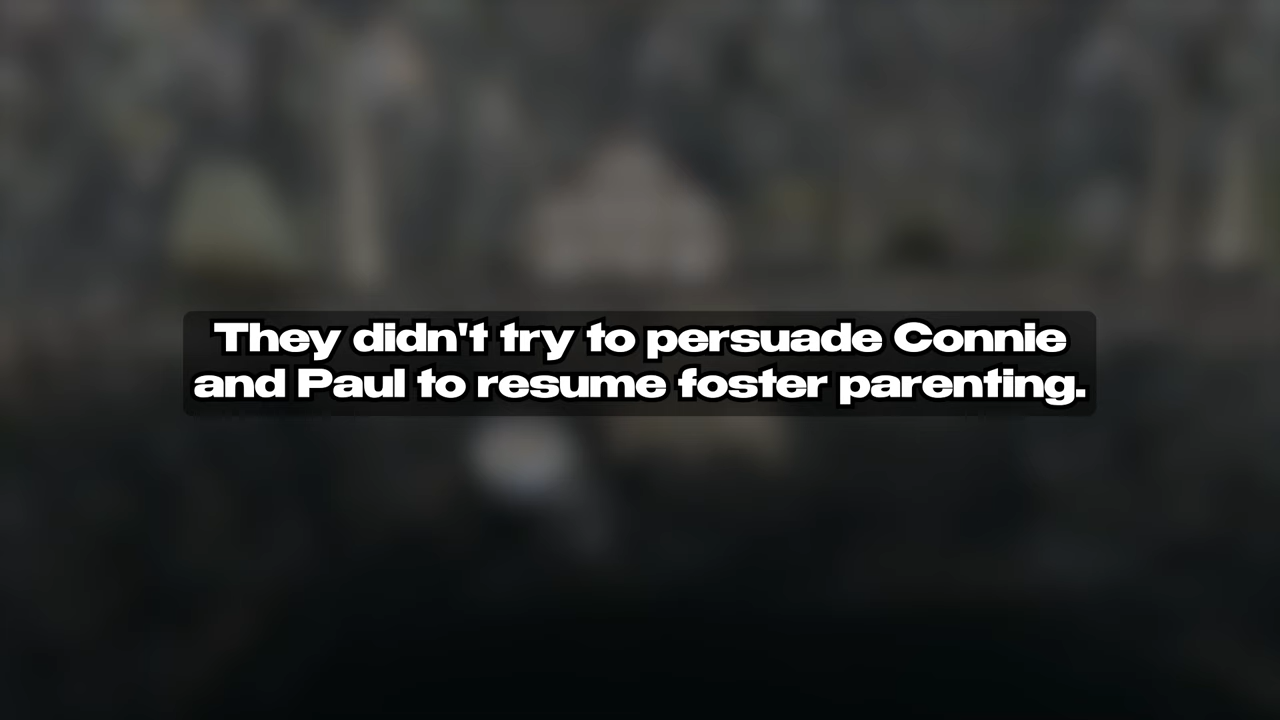 They didn't try to persuade Connie
and Paul to resume foster parenting.